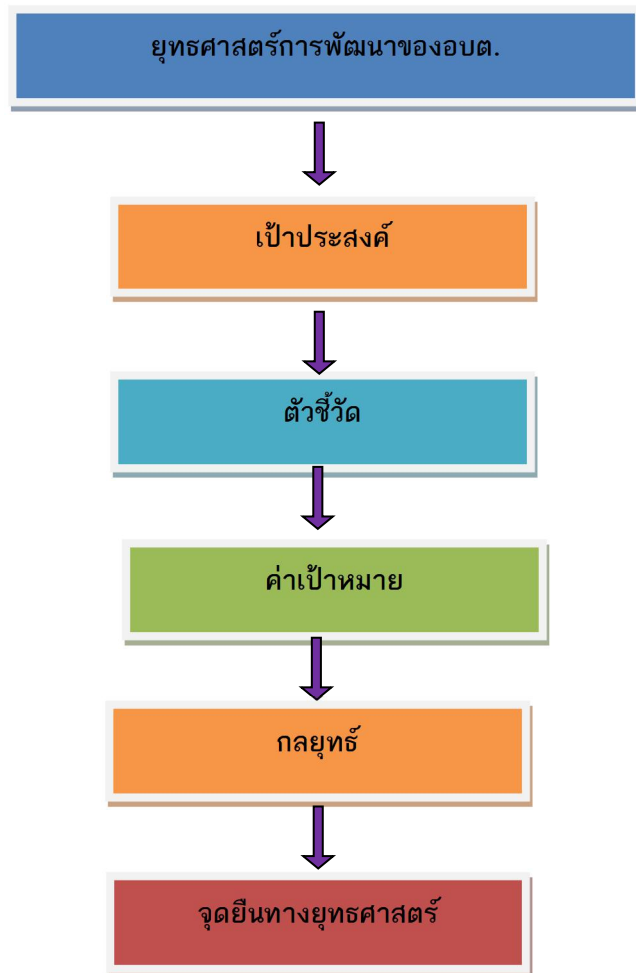 ยุทธศาสตร์การพัฒนาของอบต.
เป้าประสงค์
ตัวชี้วัด
ค่าเป้าหมาย
กลยุทธ์
จุดยืนทางยุทธศาสตร์